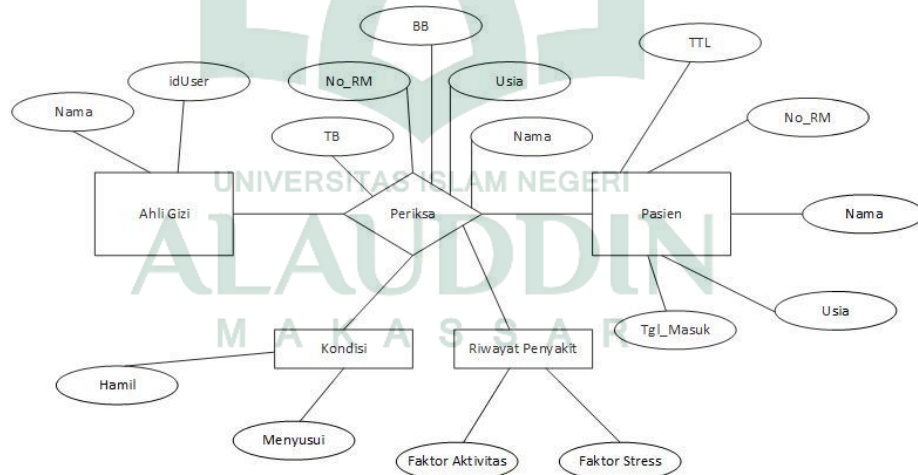 BB
TTL
idUser
No_RM
Usia
Nama
No_RM
TB
Nama
UNIVERSITAS ISLAM NEGERI
Ahli Gizi
Periksa
Pasien
Nama
ALAUDDIN
Usia
Tgl_Masuk
MAKASSAR
Kondisi
Riwayat Penyakit
Hamil
Menyusui
Faktor Aktivitas
Faktor Stress